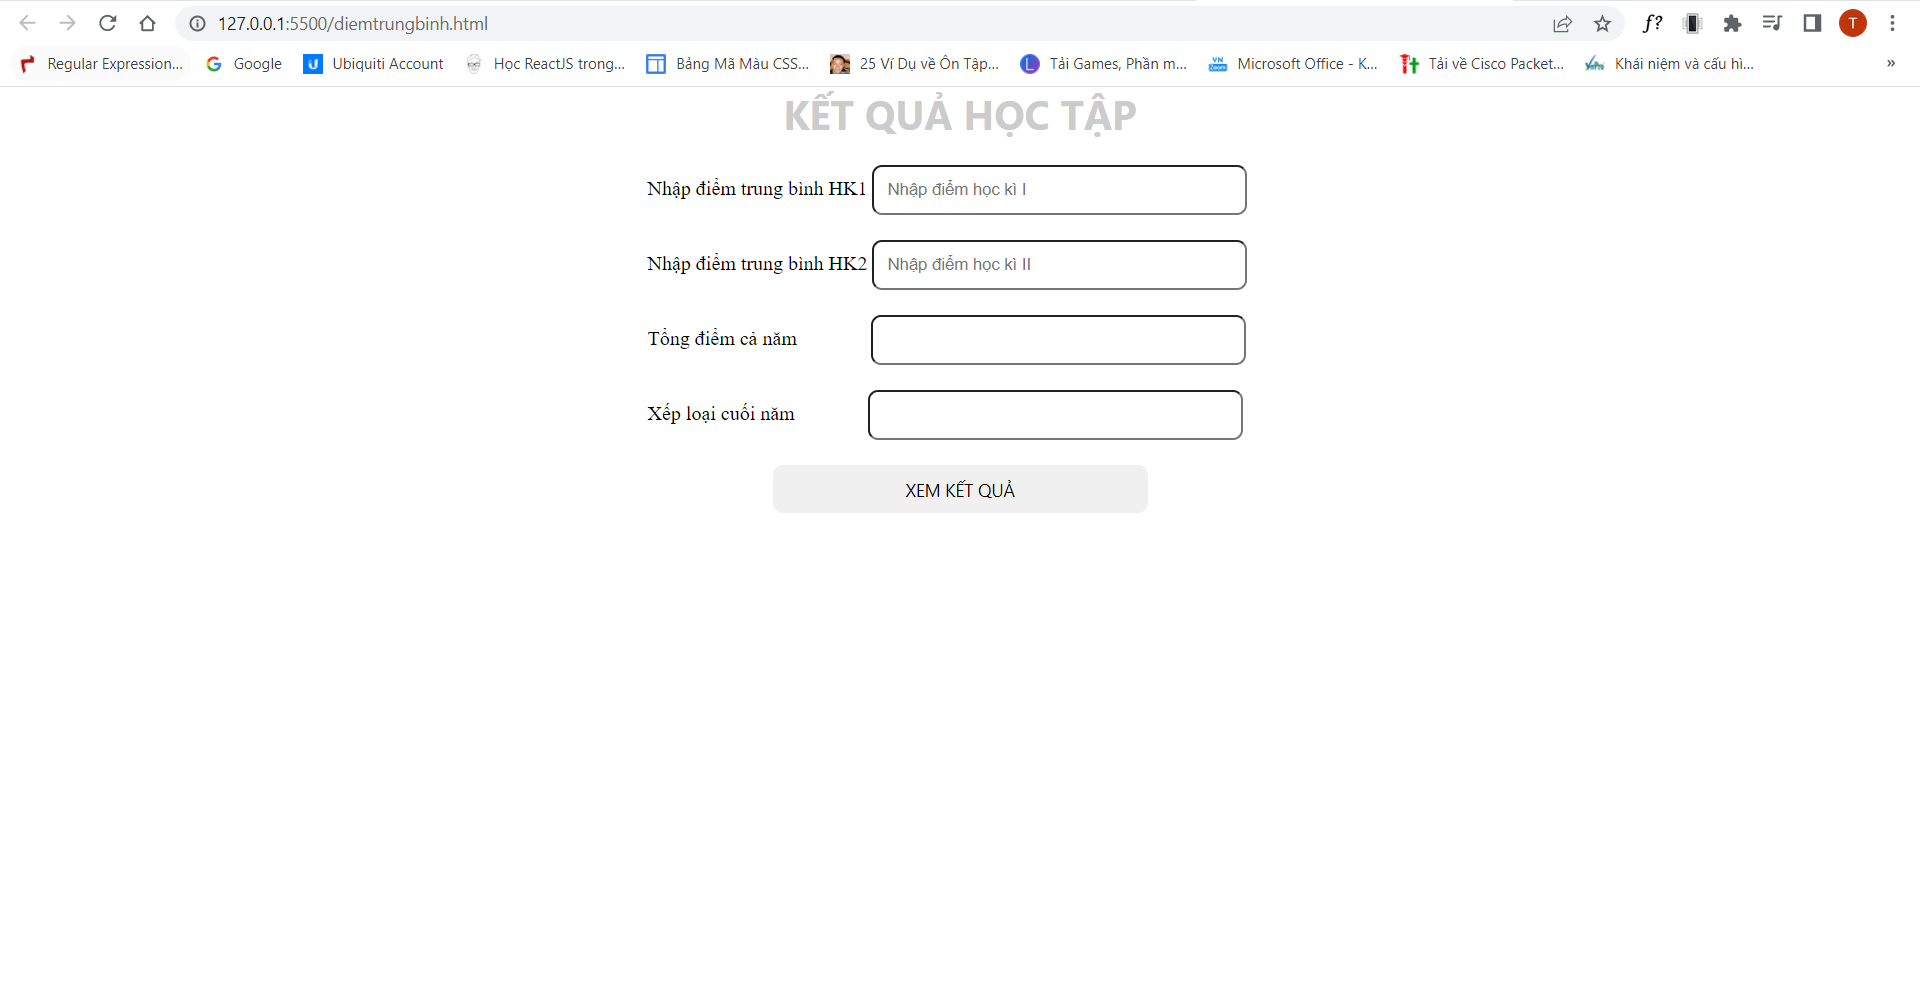 127.0.0.1:5500/diemtrungbinh.html
f?
T
Regular Expression... Google Ubiquiti Account Học ReactJS trong... Bảng Mã Màu CSS... 25 Ví Dụ về Ôn Tập... Tải Games, Phần m... Microsoft Office - K... Tải về Cisco Packet... Khái niệm và cấu hì... »
KẾT QUẢ HỌC TẬP
Nhập điểm trung bình HK1 Nhập điểm học kì I
Nhập điểm trung bình HK2 Nhập điểm học kì II
Tổng điểm cả năm
Xếp loại cuối năm
XEM KẾT QUẢ